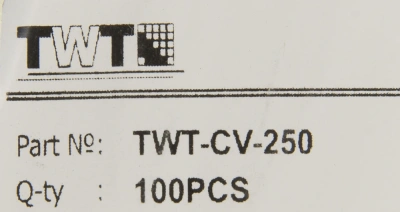 TWT
Part №: TWT-CV-250
Q-ty : 100PCS